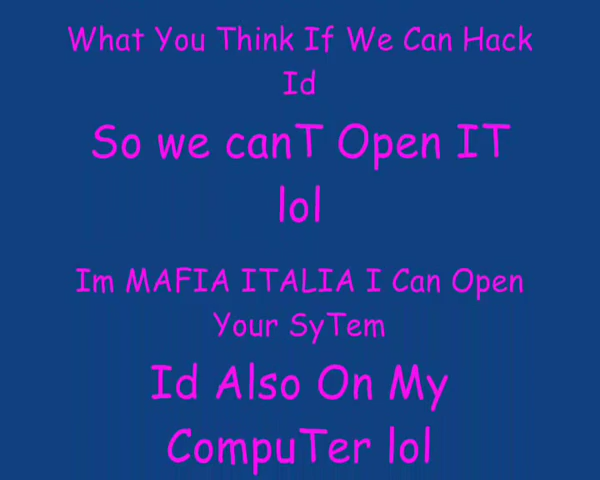 What You Think If We Can Hack
Id
So we canT Open IT
lol
Im MAFIA ITALIA I Can Open
Your SyTem
Id Also On My
CompuTer lol